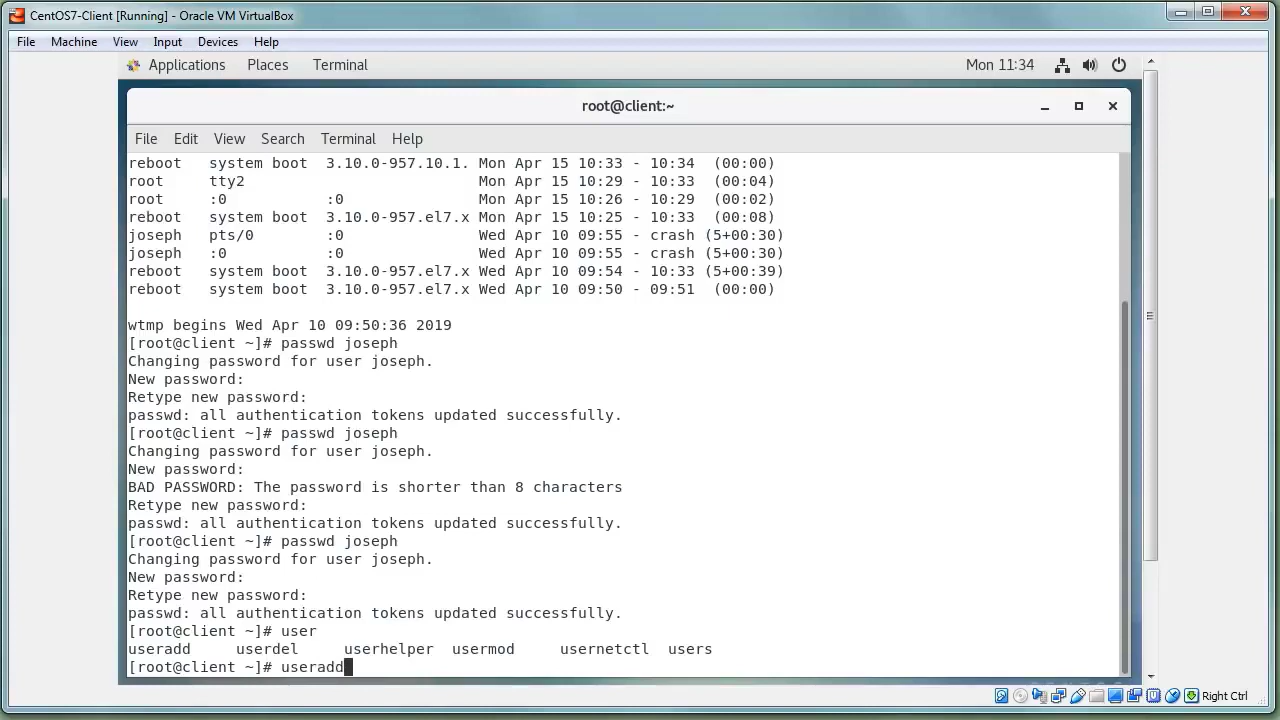 CentOS7-Client [Running] - Oracle VM VirtualBox
File Machine View Input Devices Help
Applications Places Terminal Mon 11:34
root@client:~
File Edit View Search Terminal Help
reboot   system boot  3.10.0-957.10.1. Mon Apr 15 10:33 - 10:34  (00:00)
root     tty2                          Mon Apr 15 10:29 - 10:33  (00:04)
root     :0           :0               Mon Apr 15 10:26 - 10:29  (00:02)
reboot   system boot  3.10.0-957.el7.x Mon Apr 15 10:25 - 10:33  (00:08)
joseph   pts/0        :0               Wed Apr 10 09:55 - crash (5+00:30)
joseph   :0           :0               Wed Apr 10 09:55 - crash (5+00:30)
reboot   system boot  3.10.0-957.el7.x Wed Apr 10 09:54 - 10:33 (5+00:39)
reboot   system boot  3.10.0-957.el7.x Wed Apr 10 09:50 - 09:51  (00:00)
wtmp begins Wed Apr 10 09:50:36 2019
[root@client ~]# passwd joseph
Changing password for user joseph.
New password:
Retype new password:
passwd: all authentication tokens updated successfully.
[root@client ~]# passwd joseph
Changing password for user joseph.
New password:
BAD PASSWORD: The password is shorter than 8 characters
Retype new password:
passwd: all authentication tokens updated successfully.
[root@client ~]# passwd joseph
Changing password for user joseph.
New password:
Retype new password:
passwd: all authentication tokens updated successfully.
[root@client ~]# user
useradd     userdel     userhelper  usermod     usernetctl  users
[root@client ~]# useradd
Right Ctrl